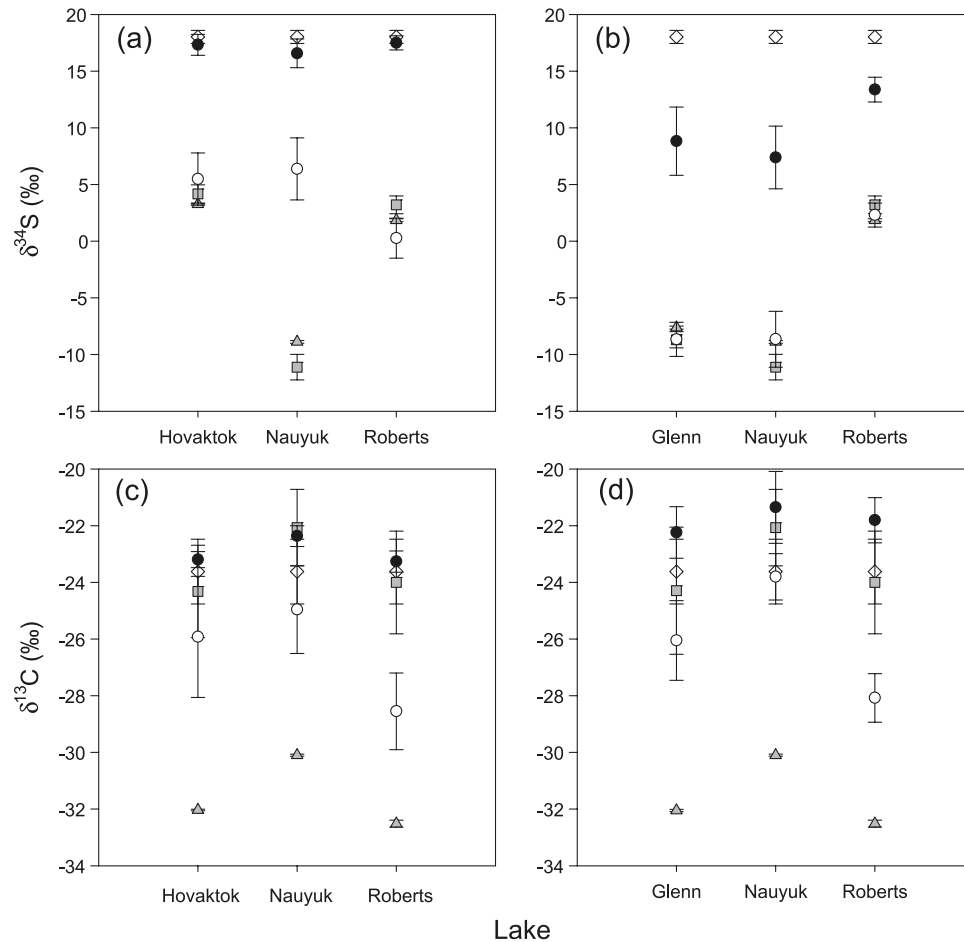 (a)
(b)
20
15
10
5
0
-5
-10
-15
δ³⁴S (‰)
Hovaktok Nauyuk Roberts
20
15
10
5
0
-5
-10
-15
Glenn Nauyuk Roberts
(c)
(d)
-20
-22
-24
-26
-28
-30
-32
-34
δ¹³C (‰)
Hovaktok Nauyuk Roberts
-20
-22
-24
-26
-28
-30
-32
-34
Glenn Nauyuk Roberts
Lake